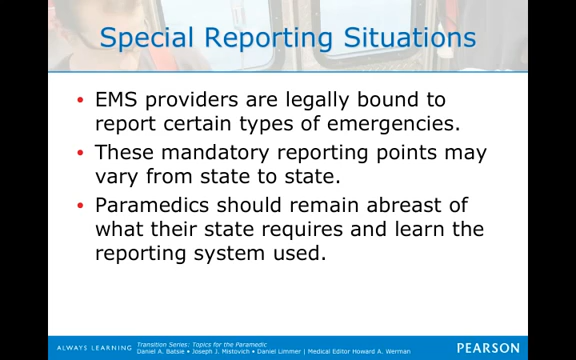 Special Reporting Situations
• EMS providers are legally bound to
report certain types of emergencies.
• These mandatory reporting points may
vary from state to state.
• Paramedics should remain abreast of
what their state requires and learn the
reporting system used.
ALWAYS LEARNING
Transition Series: Topics for the Paramedic
Daniel A. Batsie • Joseph J. Mistovich • Daniel Limmer | Medical Editor Howard A. Werman
PEARSON